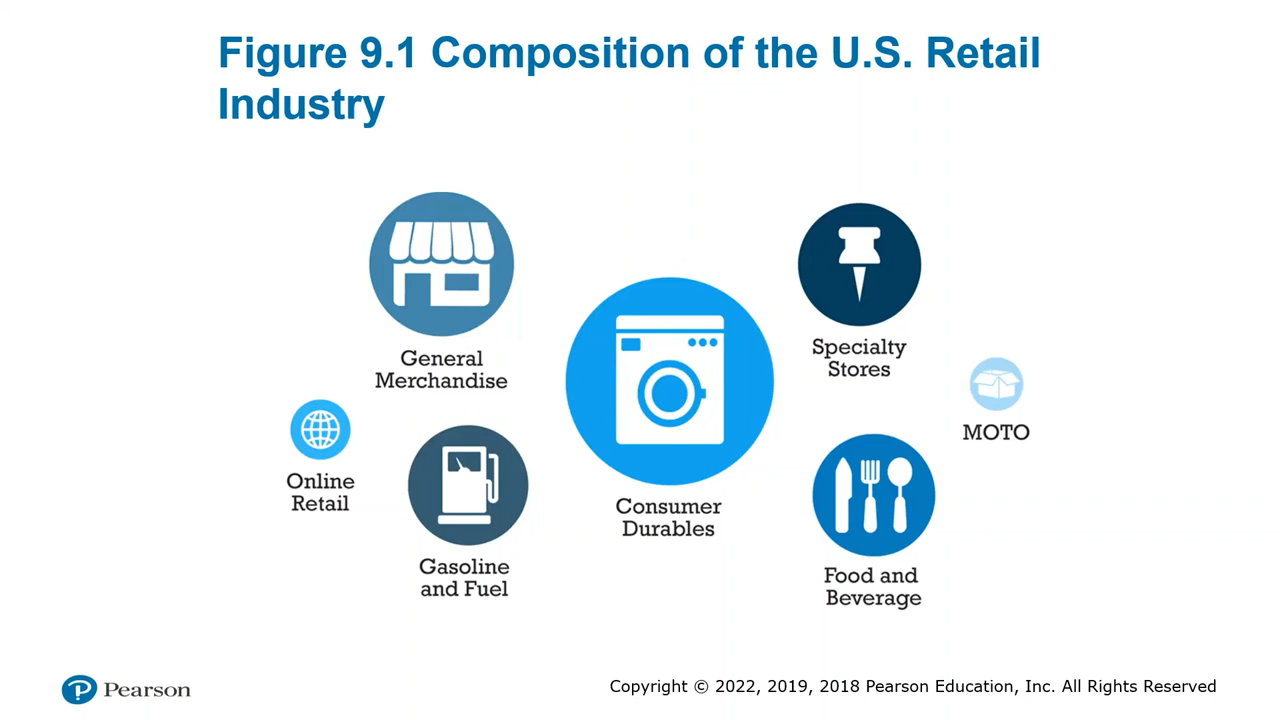 Figure 9.1 Composition of the U.S. Retail
Industry
General
Merchandise
Specialty
Stores
MOTO
Online
Retail
Consumer
Durables
Gasoline
and Fuel
Food and
Beverage
Pearson
Copyright © 2022, 2019, 2018 Pearson Education, Inc. All Rights Reserved